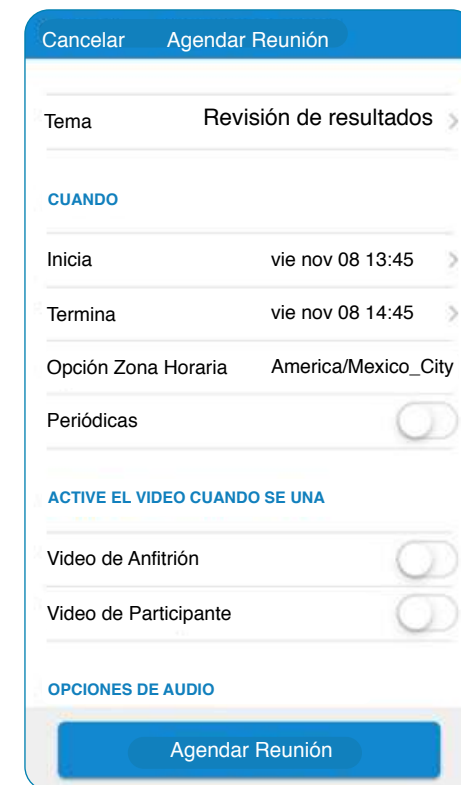 Cancelar Agendar Reunión
Tema Revisión de resultados
CUANDO
Inicia vie nov 08 13:45
Termina vie nov 08 14:45
Opción Zona Horaria America/Mexico_City
Periódicas
ACTIVE EL VIDEO CUANDO SE UNA
Video de Anfitrión
Video de Participante
OPCIONES DE AUDIO
Agendar Reunión